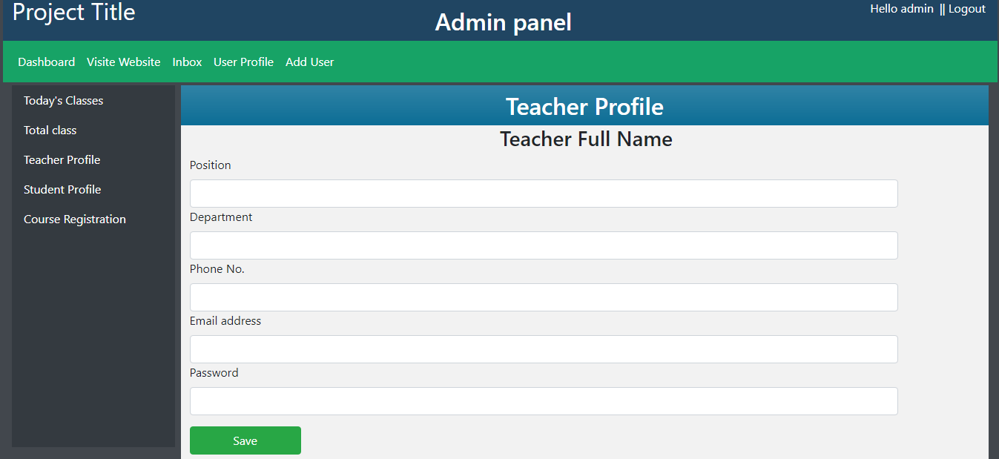 Project Title
Admin panel
Hello admin || Logout
Dashboard Visite Website Inbox User Profile Add User
Today's Classes
Total class
Teacher Profile
Student Profile
Course Registration
Teacher Profile
Teacher Full Name
Position
Department
Phone No.
Email address
Password
Save